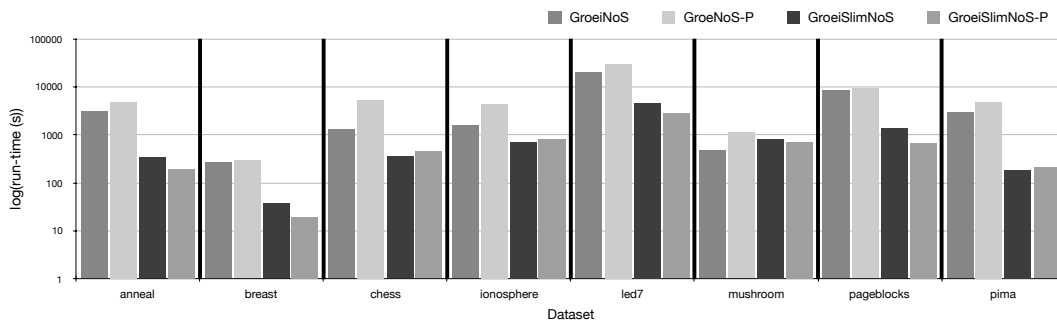 GroeiNoS GroeNoS-P GroeiSlimNoS GroeiSlimNoS-P
100000
10000
1000
100
10
1
log(run-time (s))
anneal breast chess ionosphere led7 mushroom pageblocks pima
Dataset